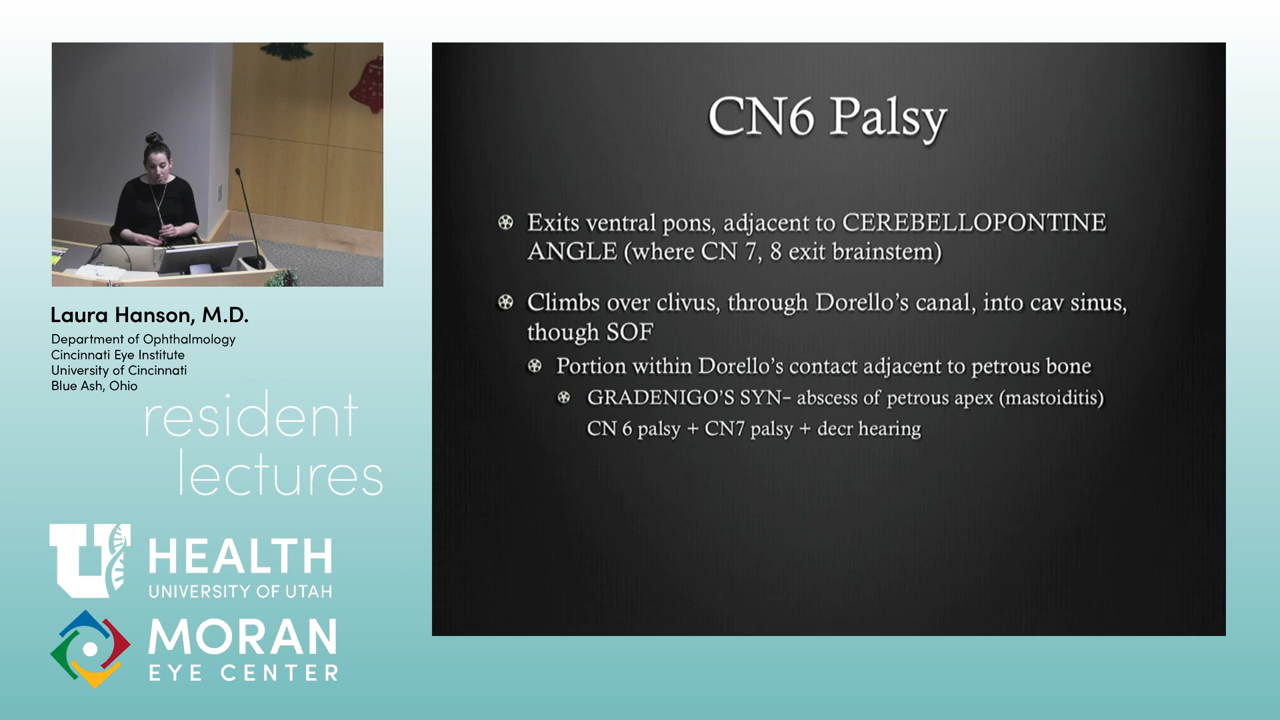 CN6 Palsy
Exits ventral pons, adjacent to CEREBELLOPONTINE
ANGLE (where CN 7, 8 exit brainstem)
Climbs over clivus, through Dorello's canal, into cav sinus,
though SOF
Portion within Dorello's contact adjacent to petrous bone
GRADENIGO'S SYN– abscess of petrous apex (mastoiditis)
CN 6 palsy + CN7 palsy + decr hearing
Laura Hanson, M.D.
Department of Ophthalmology
Cincinnati Eye Institute
University of Cincinnati
Blue Ash, Ohio
resident
lectures
U HEALTH
UNIVERSITY OF UTAH
MORAN
EYE CENTER